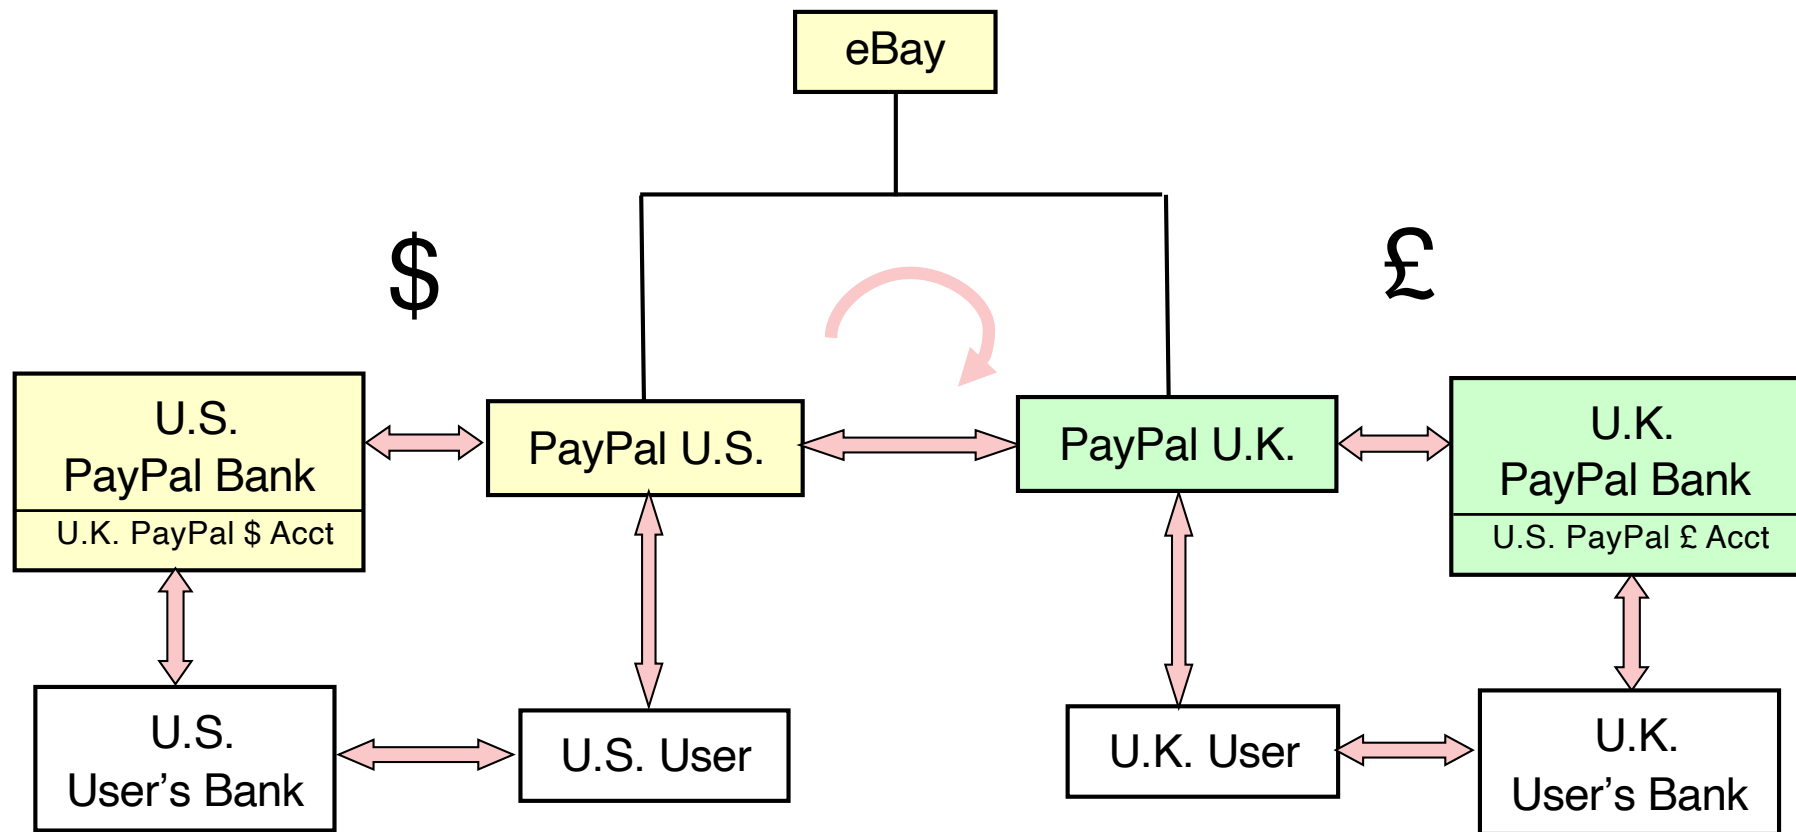 eBay
$
£
U.S.
PayPal Bank
U.K. PayPal $ Acct
PayPal U.S.
PayPal U.K.
U.K.
PayPal Bank
U.S. PayPal £ Acct
U.S.
User’s Bank
U.S. User
U.K. User
U.K.
User’s Bank